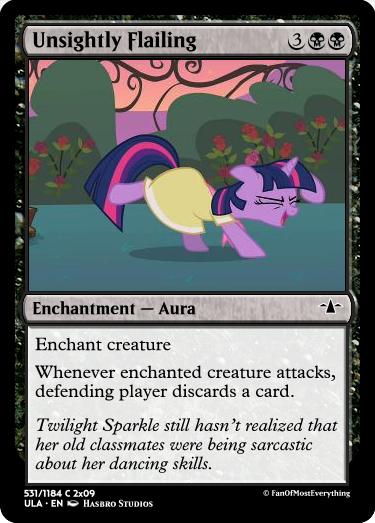 Unsightly Flailing 3
Enchantment — Aura
Enchant creature
Whenever enchanted creature attacks,
defending player discards a card.
Twilight Sparkle still hasn't realized that
her old classmates were being sarcastic
about her dancing skills.
531/1184 C 2x09
ULA • EN Hasbro Studios
© FanOfMostEverything